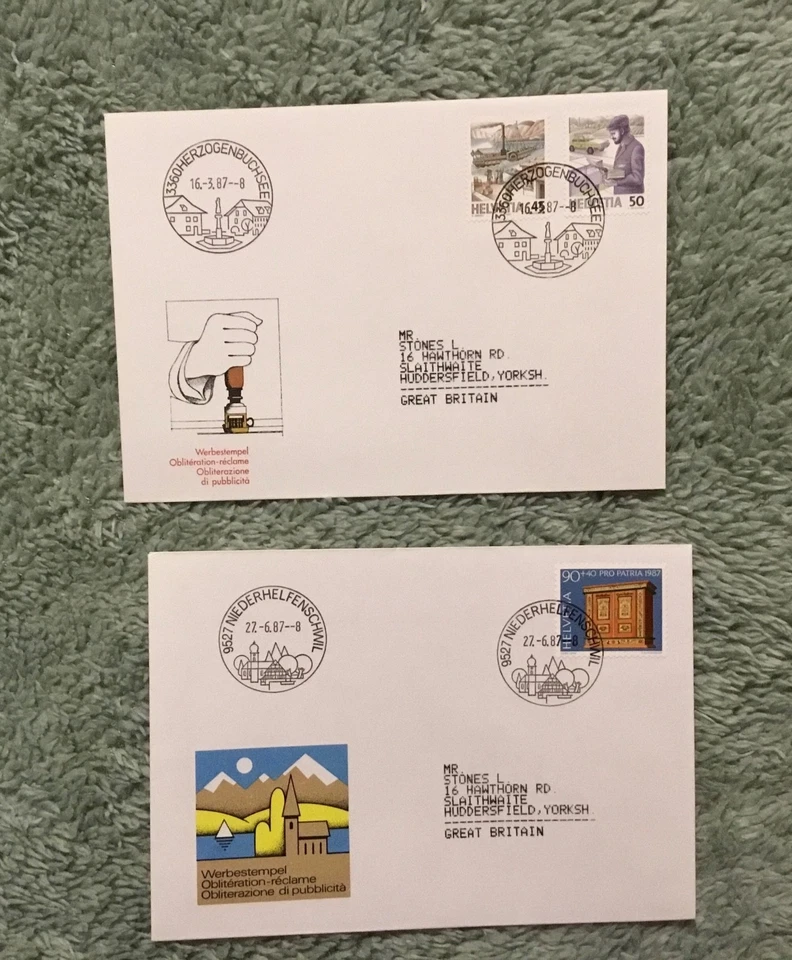 3360 HERZOGENBUCHSEE
16.-3.87--8
HELVETIA 45
HELVETIA 50
3360 HERZOGENBUCHSEE
16.-3.87--8
MR.
STONES L.
16 HAWTHORN RD.
SLAITHWAITE
HUDDERSFIELD,YORKSH.
GREAT BRITAIN
Werbestempel
Oblitération-réclame
Obliterazione
di pubblicità
9527 NIEDERHELFENSCHWIL
27.-6.87--8
90+40 PRO PATRIA 1987
HELVETIA
9527 NIEDERHELFENSCHWIL
27.-6.87--8
MR.
STONES L.
16 HAWTHORN RD.
SLAITHWAITE
HUDDERSFIELD,YORKSH.
GREAT BRITAIN
Werbestempel
Oblitération-réclame
Obliterazione di pubblicità